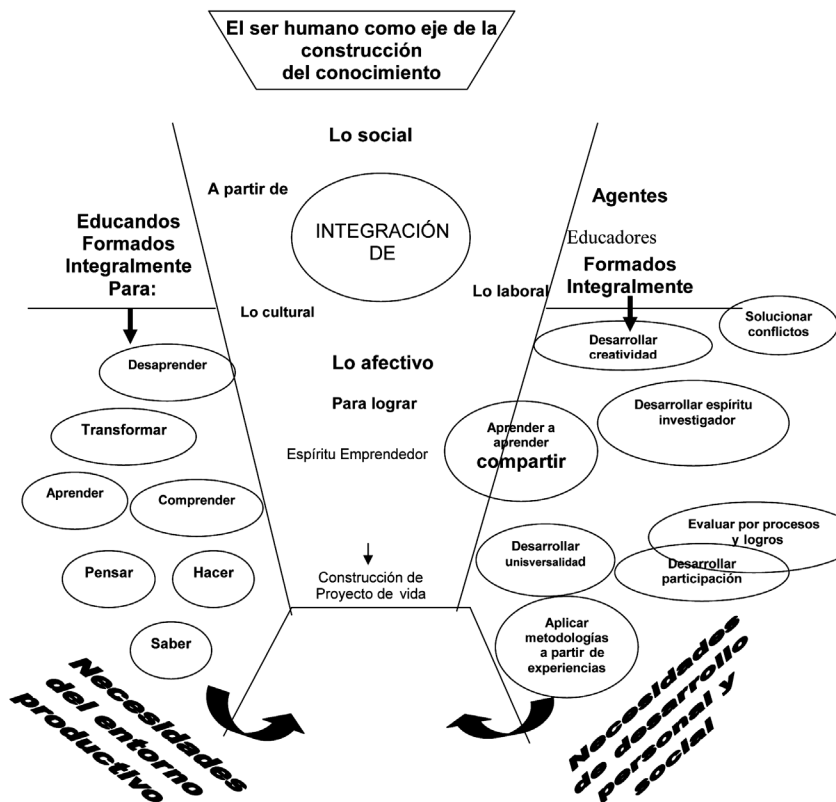 El ser humano como eje de la
construcción
del conocimiento
Lo social
A partir de
INTEGRACIÓN
DE
Lo cultural
Lo laboral
Lo afectivo
Para lograr
Espíritu Emprendedor
Construcción de
Proyecto de vida
Educandos
Formados
Integralmente
Para:
Desaprender
Transformar
Aprender
Comprender
Pensar
Hacer
Saber
Necesidades
del entorno
productivo
Agentes
Educadores
Formados
Integralmente
Solucionar
conflictos
Desarrollar
creatividad
Desarrollar espíritu
investigador
Aprender a
aprender
compartir
Evaluar por procesos
y logros
Desarrollar
unisversalidad
Desarrollar
participación
Aplicar
metodologías
a partir de
experiencias
Necesidades
de desarrollo
personal y
social